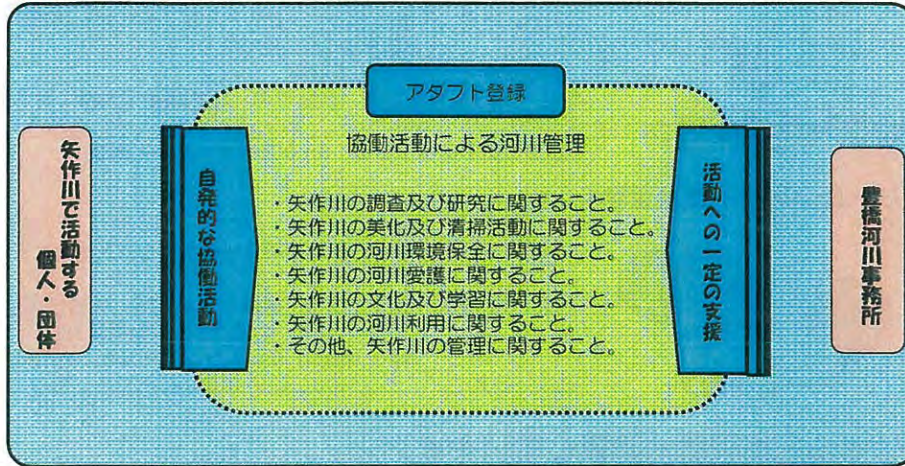 アダプト登録
協働活動による河川管理
矢作川で活動する
個人・団体
自発的な協働活動
・矢作川の調査及び研究に関すること。
・矢作川の美化及び清掃活動に関すること。
・矢作川の河川環境保全に関すること。
・矢作川の河川愛護に関すること。
・矢作川の文化及び学習に関すること。
・矢作川の河川利用に関すること。
・その他、矢作川の管理に関すること。
活動への一定の支援
豊橋河川事務所